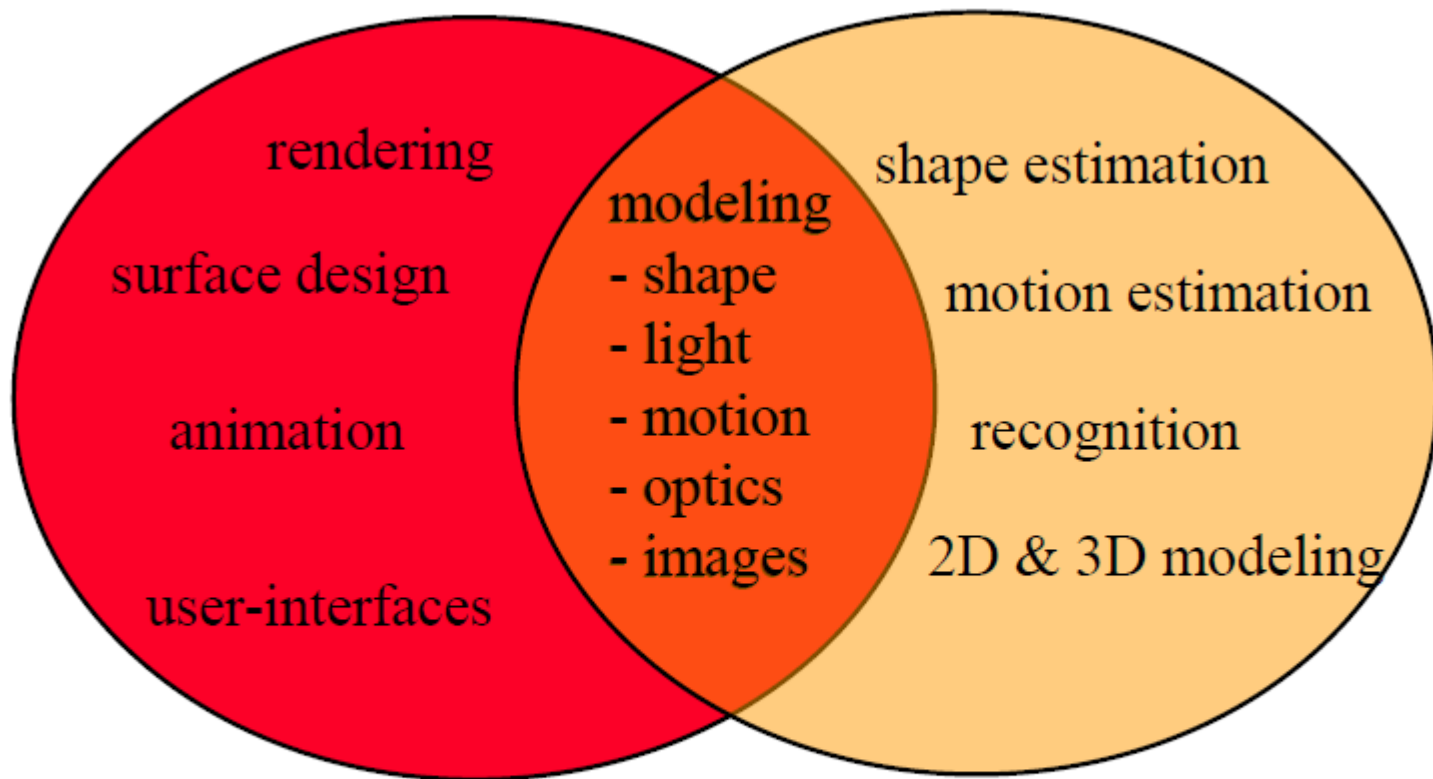 rendering
surface design
animation
user-interfaces
modeling
- shape
- light
- motion
- optics
- images
shape estimation
motion estimation
recognition
2D & 3D modeling